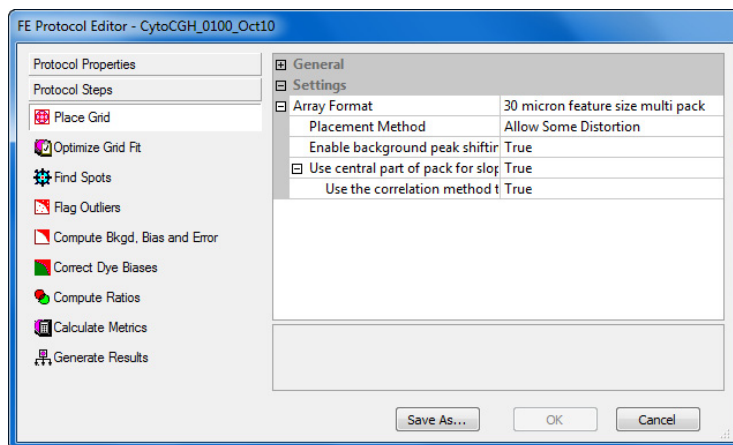 FE Protocol Editor - CytoCGH_0100_Oct10
Protocol Properties
Protocol Steps
Place Grid
Optimize Grid Fit
Find Spots
Flag Outliers
Compute Bkgd, Bias and Error
Correct Dye Biases
Compute Ratios
Calculate Metrics
Generate Results
General
Settings
Array Format 30 micron feature size multi pack
Placement Method Allow Some Distortion
Enable background peak shiftin True
Use central part of pack for slop True
Use the correlation method t True
Save As... OK Cancel